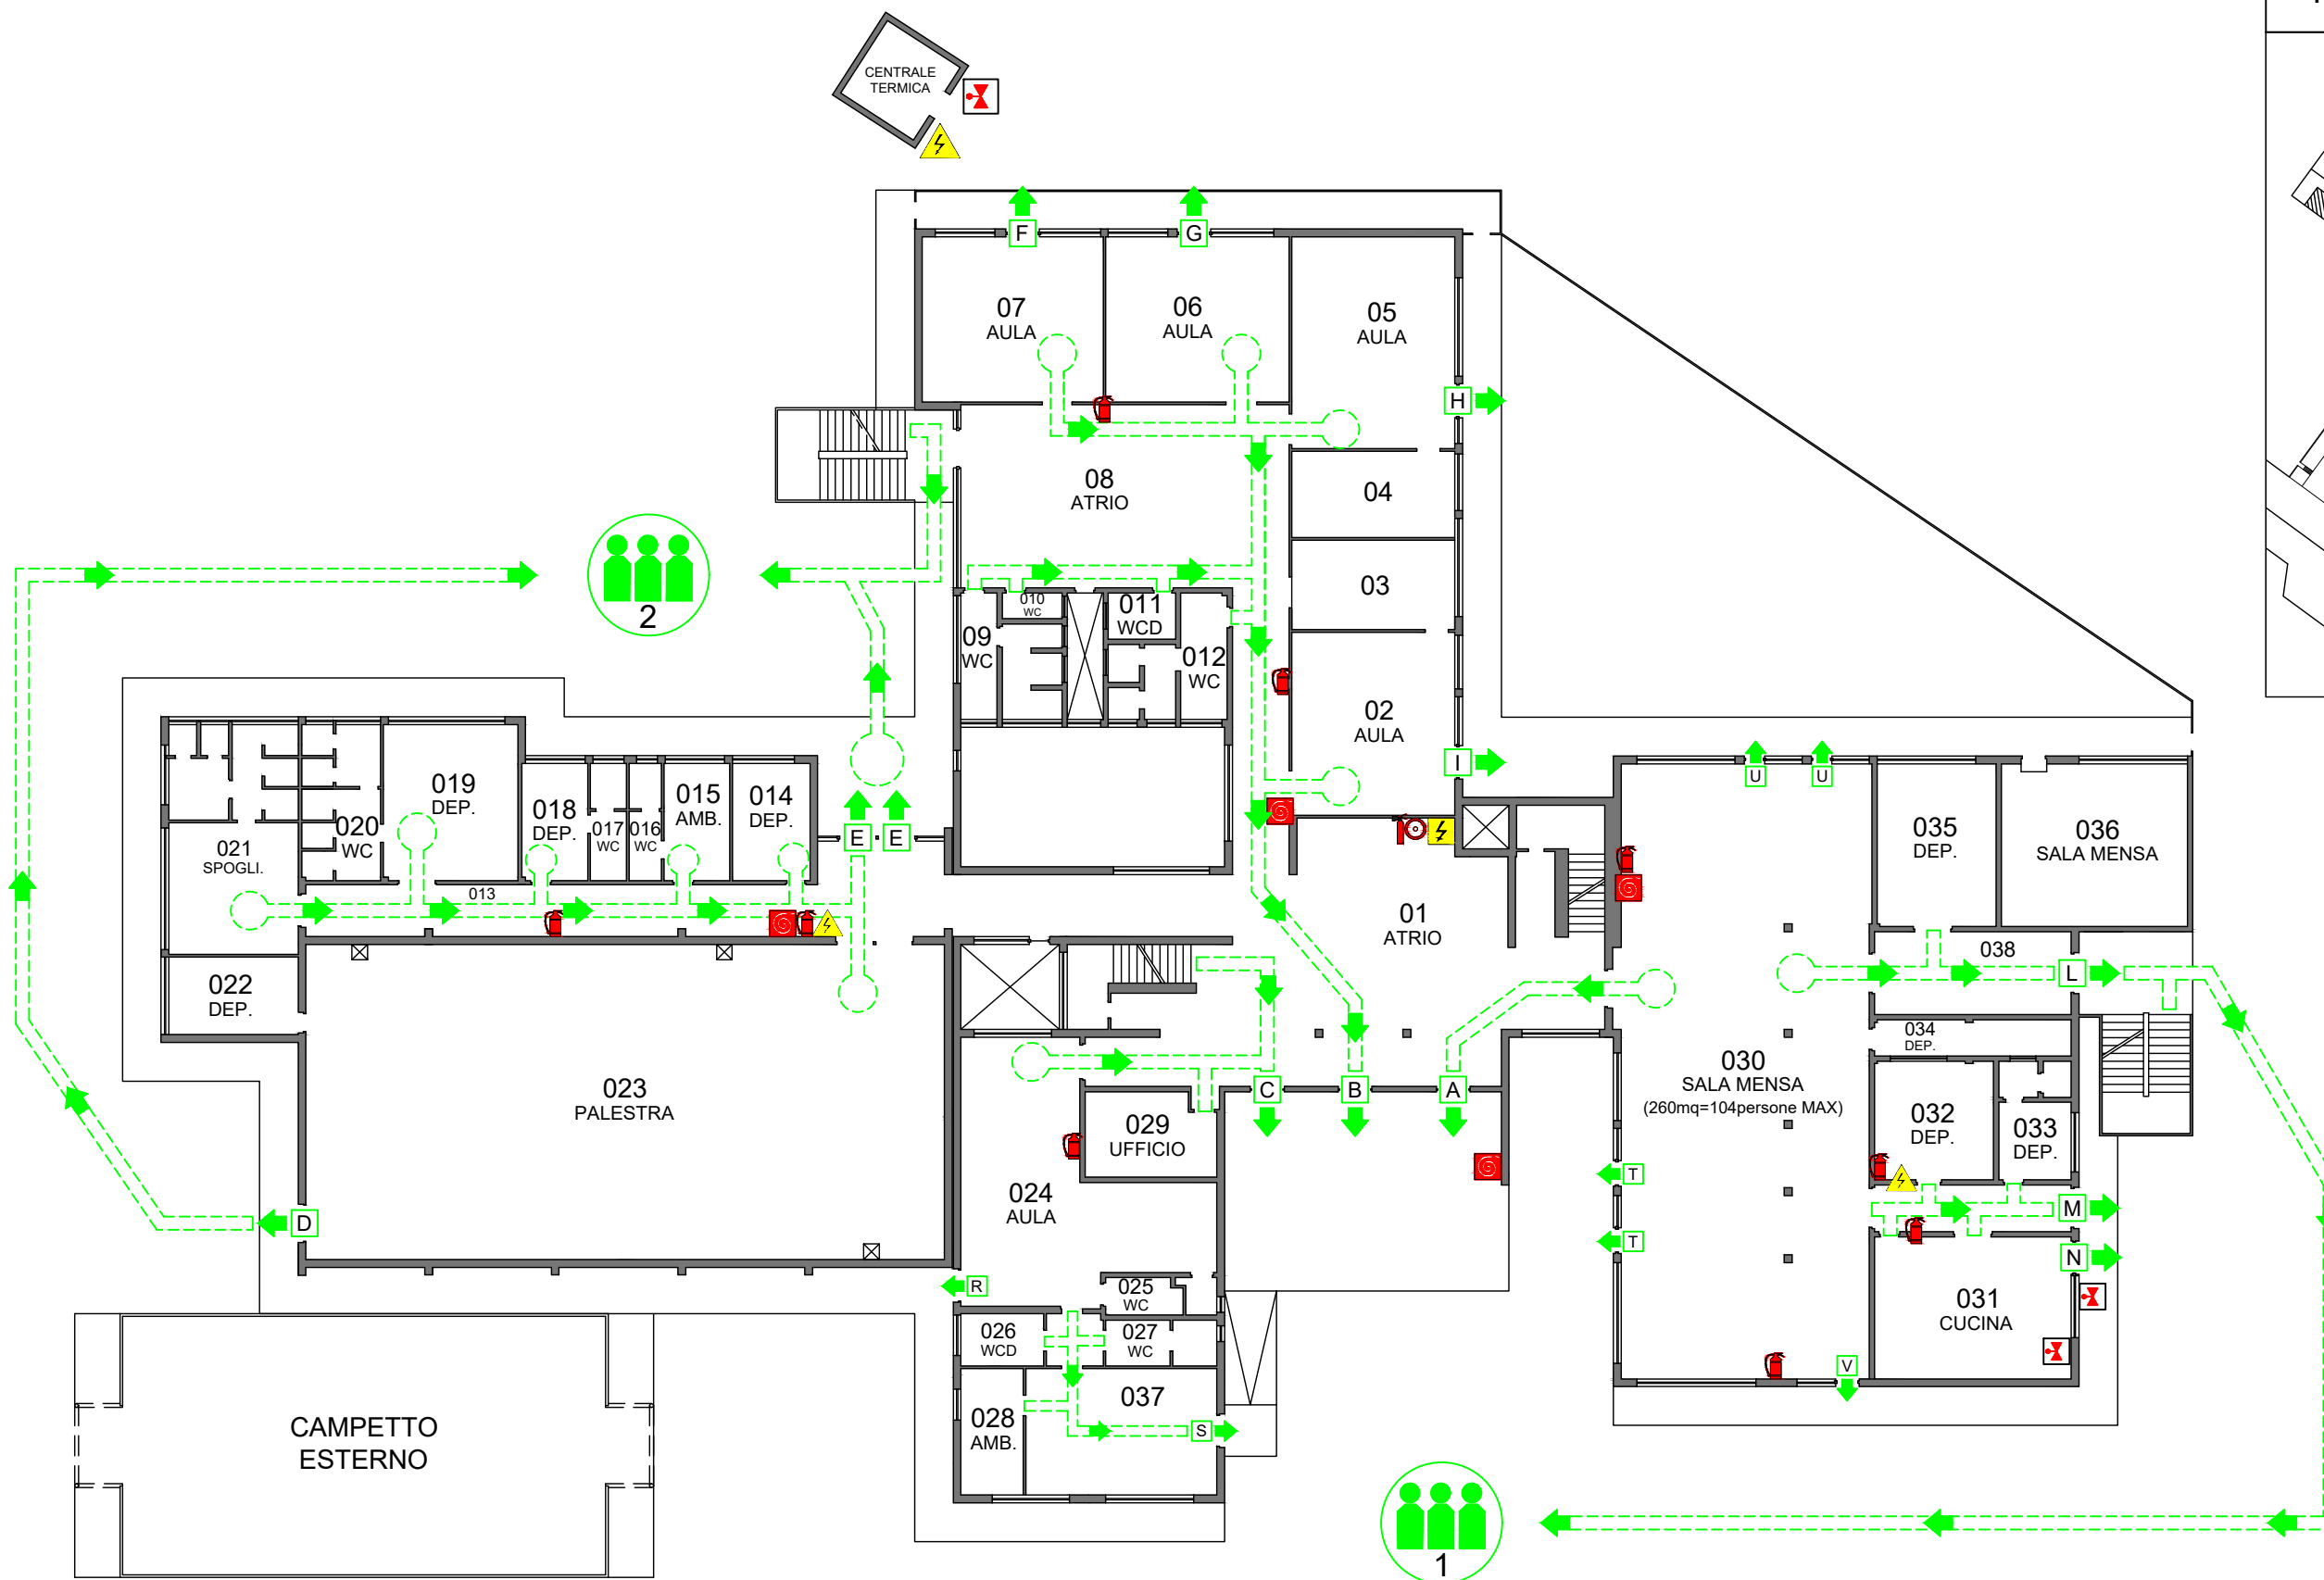 CENTRALE
TERMICA
F
G
07
AULA
06
AULA
05
AULA
H
08
ATRIO
04
03
2
010
WC
011
WCD
09
WC
012
WC
02
AULA
I
U
U
019
DEP.
018
DEP.
017
WC
016
WC
015
AMB.
014
DEP.
020
WC
021
SPOGLI.
E
E
035
DEP.
036
SALA MENSA
013
01
ATRIO
038
L
022
DEP.
034
DEP.
030
SALA MENSA
(260mq=104persone MAX)
023
PALESTRA
C
B
A
029
UFFICIO
032
DEP.
033
DEP.
T
024
AULA
D
M
T
N
R
025
WC
031
CUCINA
026
WCD
027
WC
V
037
028
AMB.
S
CAMPETTO
ESTERNO
1